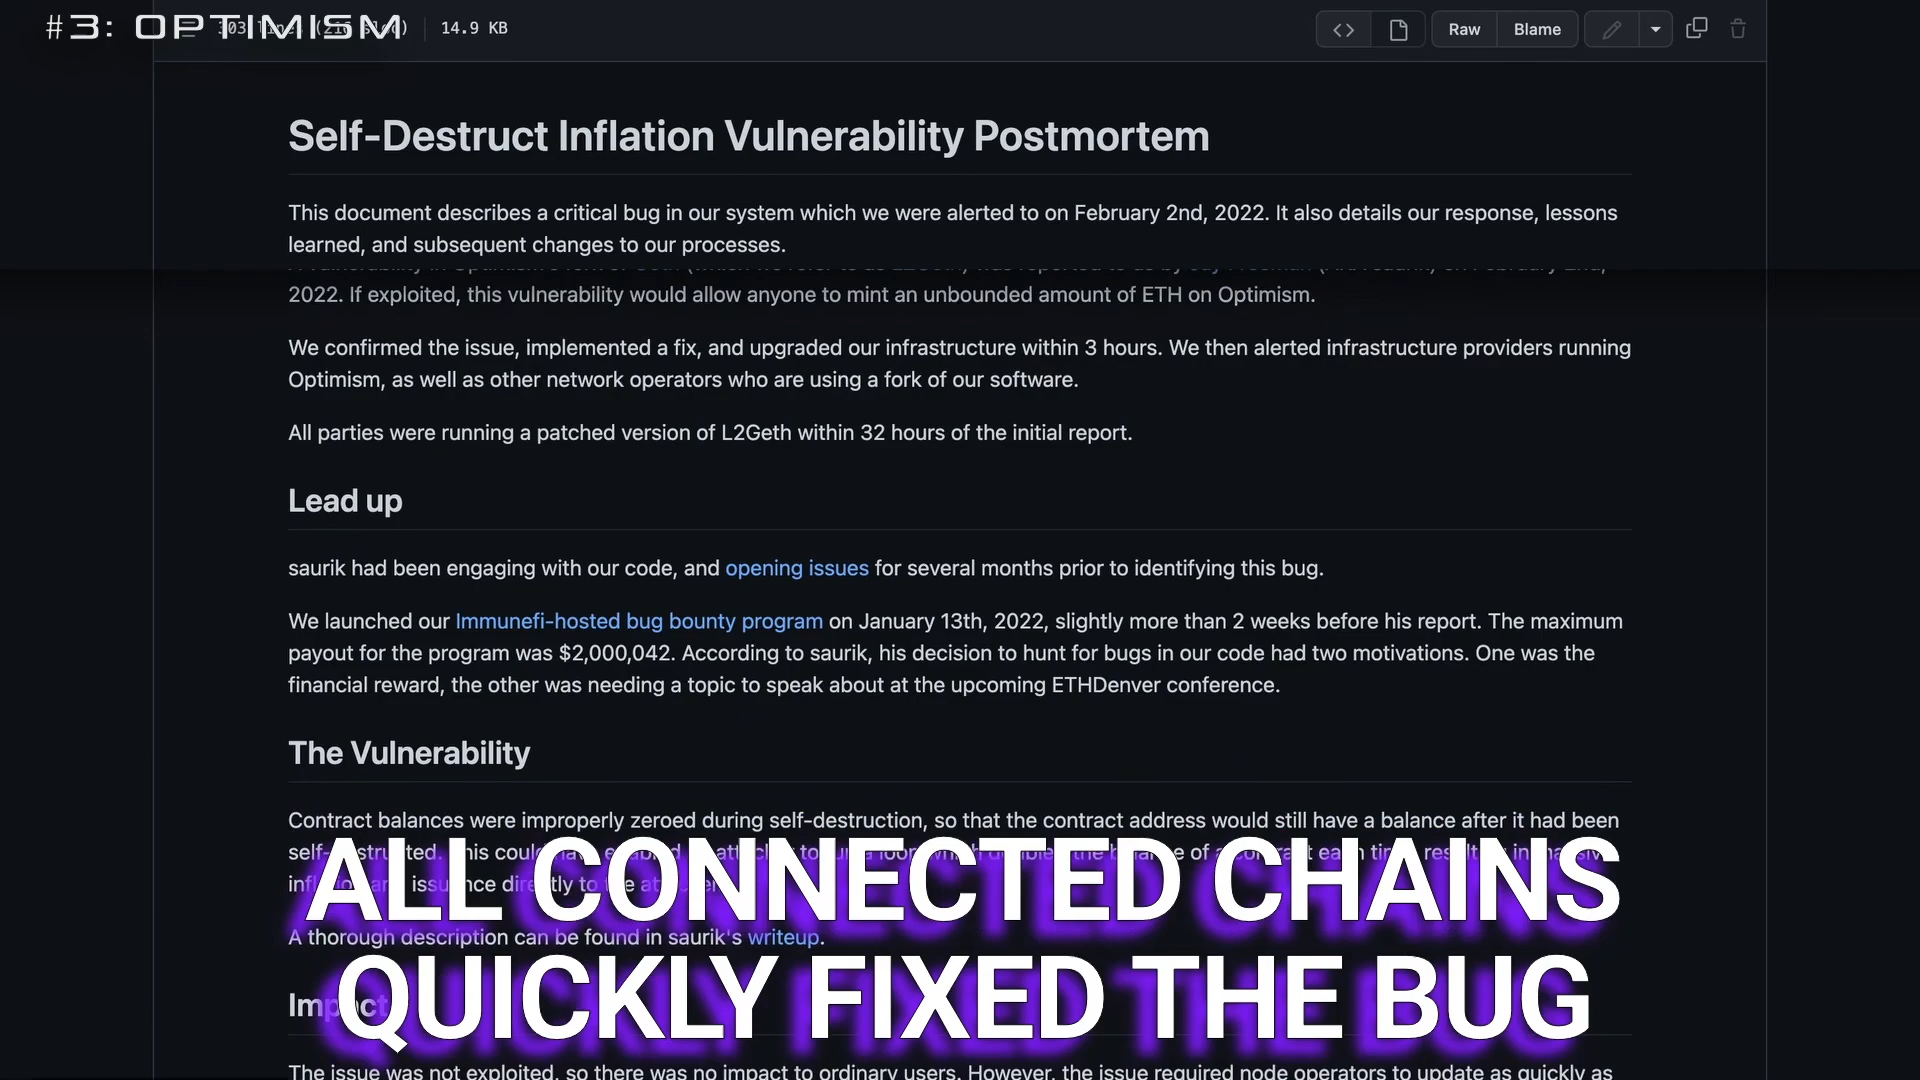 #3: OPTIMISM
14.9 KB
Raw
Blame
Self-Destruct Inflation Vulnerability Postmortem
This document describes a critical bug in our system which we were alerted to on February 2nd, 2022. It also details our response, lessons
learned, and subsequent changes to our processes.
2022. If exploited, this vulnerability would allow anyone to mint an unbounded amount of ETH on Optimism.
We confirmed the issue, implemented a fix, and upgraded our infrastructure within 3 hours. We then alerted infrastructure providers running
Optimism, as well as other network operators who are using a fork of our software.
All parties were running a patched version of L2Geth within 32 hours of the initial report.
Lead up
saurik had been engaging with our code, and opening issues for several months prior to identifying this bug.
We launched our Immunefi-hosted bug bounty program on January 13th, 2022, slightly more than 2 weeks before his report. The maximum
payout for the program was $2,000,042. According to saurik, his decision to hunt for bugs in our code had two motivations. One was the
financial reward, the other was needing a topic to speak about at the upcoming ETHDenver conference.
The Vulnerability
Contract balances were improperly zeroed during self-destruction, so that the contract address would still have a balance after it had been
ALL CONNECTED CHAINS
A thorough description can be found in saurik's writeup.
QUICKLY FIXED THE BUG
Impact
The issue was not exploited, so there was no impact to ordinary users. However, the issue required node operators to update as quickly as